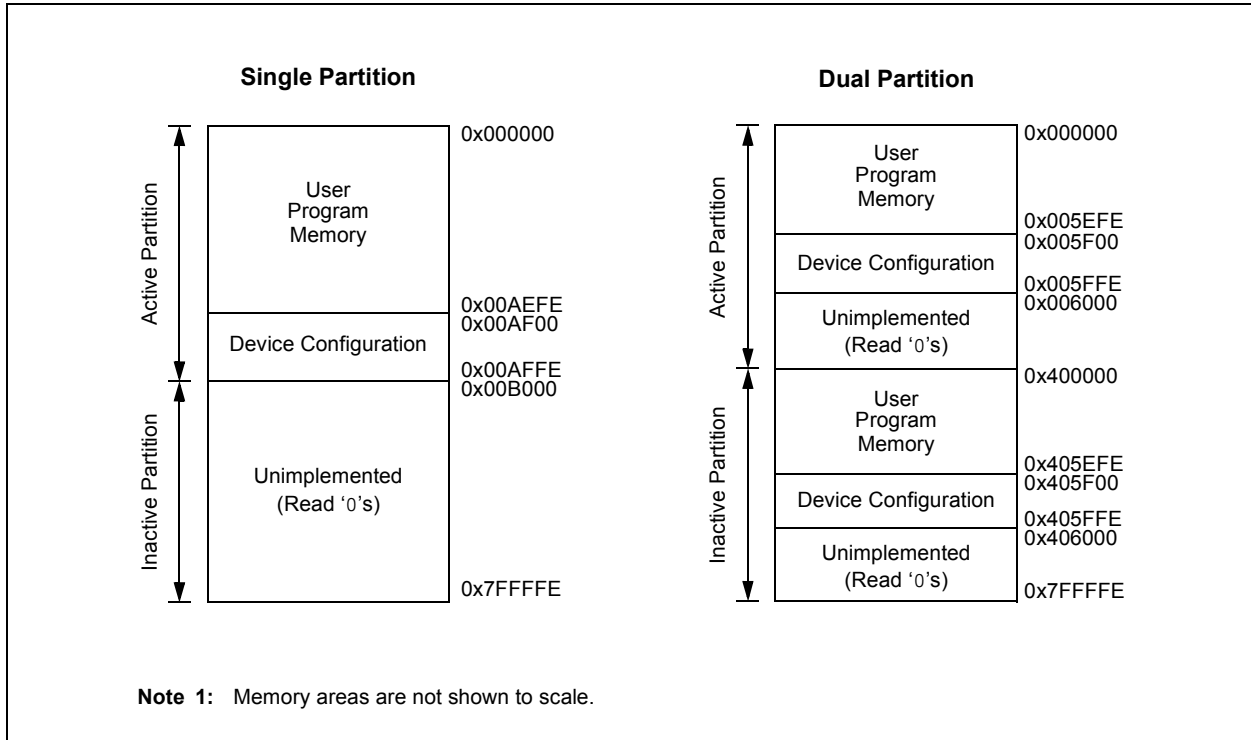 Single Partition
Active Partition
Inactive Partition
User
Program
Memory
Device Configuration
Unimplemented
(Read ‘0’s)
0x000000
0x00AEFE
0x00AF00
0x00AFFE
0x00B000
0x7FFFFE
Dual Partition
Active Partition
Inactive Partition
User
Program
Memory
Device Configuration
Unimplemented
(Read ‘0’s)
User
Program
Memory
Device Configuration
Unimplemented
(Read ‘0’s)
0x000000
0x005EFE
0x005F00
0x005FFE
0x006000
0x400000
0x405EFE
0x405F00
0x405FFE
0x406000
0x7FFFFE
Note 1: Memory areas are not shown to scale.